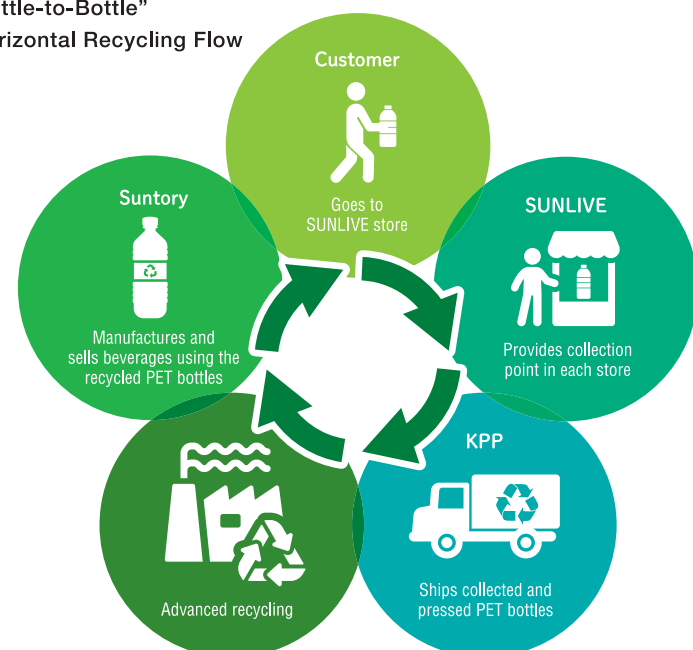 ttle-to-Bottle”
rizontal Recycling Flow
Customer
Goes to
SUNLIVE store
SUNLIVE
Provides collection
point in each store
KPP
Ships collected and
pressed PET bottles
Advanced recycling
Suntory
Manufactures and
sells beverages using the
recycled PET bottles